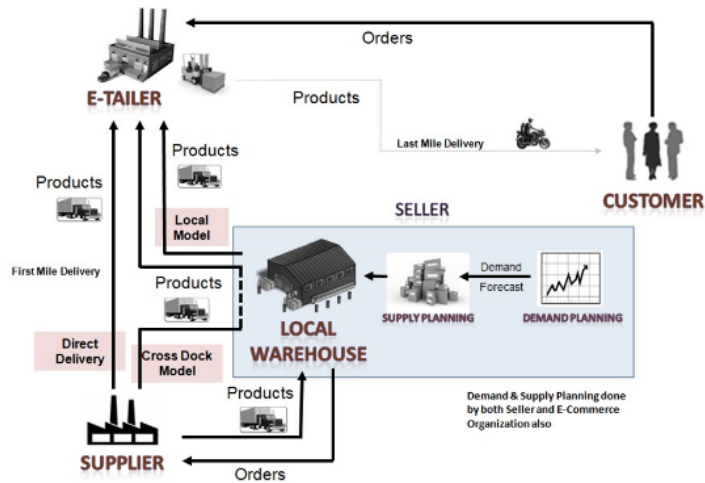 Orders
E-TAILER
Products
Last Mile Delivery
CUSTOMER
Products
Products
Local
Model
SELLER
First Mile Delivery
Products
Demand
Forecast
SUPPLY PLANNING
DEMAND PLANNING
LOCAL
WAREHOUSE
Direct
Delivery
Cross Dock
Model
Products
Demand & Supply Planning done
by both Seller and E-Commerce
Organization also
SUPPLIER
Orders